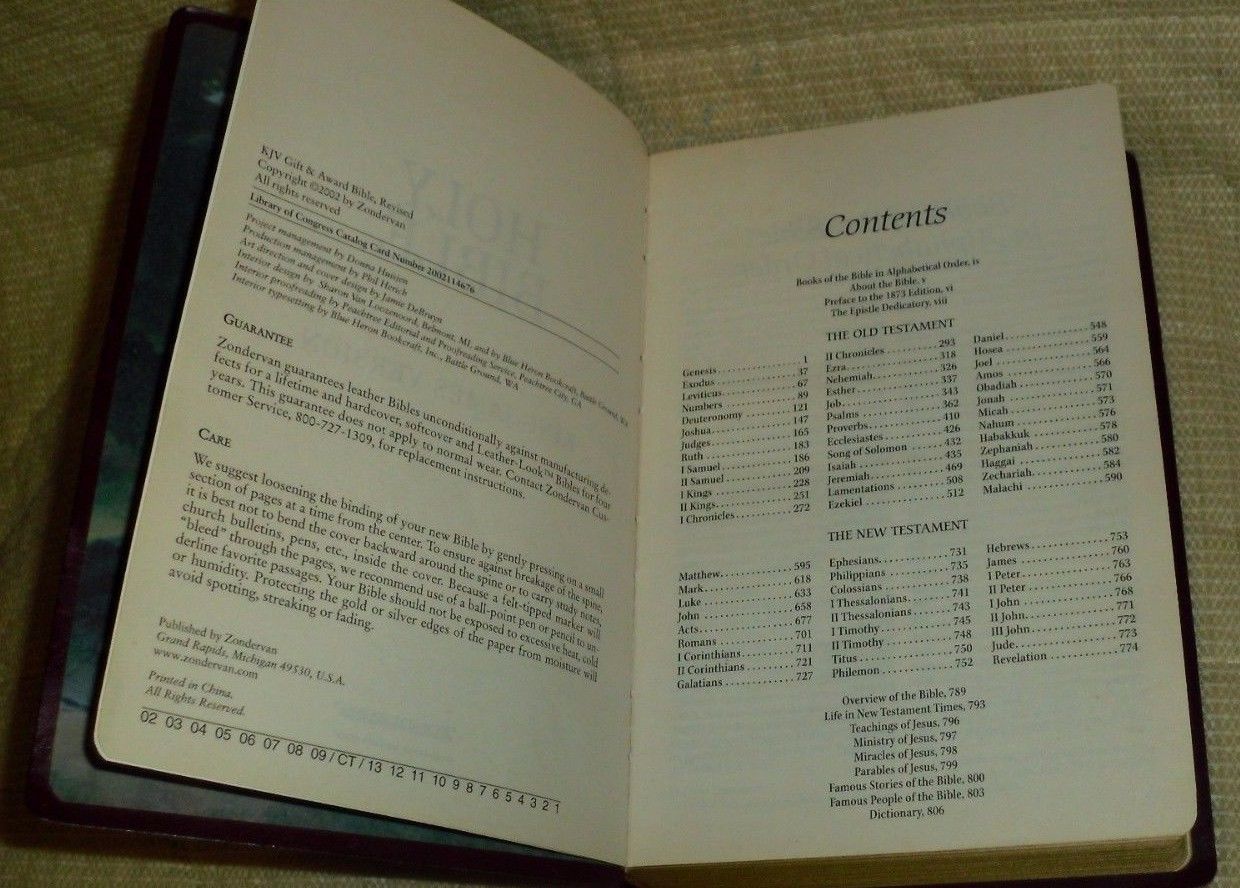 KJV Gift & Award Bible, Revised
Copyright ©2002 by Zondervan
All rights reserved
Library of Congress Catalog Card Number 2002114676
Project management by Donna Huisjen
Production management by Phil Herich
Art direction and cover design by Jamie DeBruyn
Interior design by Sharon Van Loozenoord, Belmont, MI, and by Blue Heron Bookcraft, Battle Ground, WA
Interior proofreading by Peachtree Editorial and Proofreading Service, Peachtree City, GA
Interior typesetting by Blue Heron Bookcraft, Inc., Battle Ground, WA
GUARANTEE
Zondervan guarantees leather Bibles unconditionally against manufacturing de-
fects for a lifetime and hardcover, softcover and Leather-Look™ Bibles for four
years. This guarantee does not apply to normal wear. Contact Zondervan Cus-
tomer Service, 800-727-1309, for replacement instructions.
CARE
We suggest loosening the binding of your new Bible by gently pressing on a small
section of pages at a time from the center. To ensure against breakage of the spine,
it is best not to bend the cover backward around the spine or to carry study notes,
church bulletins, pens, etc., inside the cover. Because a felt-tipped marker will
"bleed" through the pages, we recommend use of a ball-point pen or pencil to un-
derline favorite passages. Your Bible should not be exposed to excessive heat, cold
or humidity. Protecting the gold or silver edges of the paper from moisture will
avoid spotting, streaking or fading.
Published by Zondervan
Grand Rapids, Michigan 49530, U.S.A.
www.zondervan.com
Printed in China.
All Rights Reserved.
02 03 04 05 06 07 08 09 / CT / 13 12 11 10 9 8 7 6 5 4 3 2 1
Contents
Books of the Bible in Alphabetical Order, is
About the Bible, v
Preface to the 1873 Edition, vi
The Epistle Dedicatory, viii
THE OLD TESTAMENT
Genesis 1
Exodus 37
Leviticus 67
Numbers 89
Deuteronomy 121
Joshua 147
Judges 165
Ruth 183
I Samuel 186
II Samuel 209
I Kings 228
II Kings 251
I Chronicles 272
II Chronicles 293
Ezra 318
Nehemiah 326
Esther 337
Job 343
Psalms 362
Proverbs 410
Ecclesiastes 426
Song of Solomon 432
Isaiah 435
Jeremiah 469
Lamentations 508
Ezekiel 512
Daniel 548
Hosea 559
Joel 564
Amos 566
Obadiah 570
Jonah 571
Micah 573
Nahum 576
Habakkuk 578
Zephaniah 580
Haggai 582
Zechariah 584
Malachi 590
THE NEW TESTAMENT
Matthew 595
Mark 618
Luke 633
John 658
Acts 677
Romans 701
I Corinthians 711
II Corinthians 721
Galatians 727
Ephesians 731
Philippians 735
Colossians 738
I Thessalonians 741
II Thessalonians 743
I Timothy 745
II Timothy 748
Titus 750
Philemon 752
Hebrews 753
James 760
I Peter 763
II Peter 766
I John 768
II John 771
III John 772
Jude 773
Revelation 774
Overview of the Bible, 789
Life in New Testament Times, 793
Teachings of Jesus, 796
Ministry of Jesus, 797
Miracles of Jesus, 798
Parables of Jesus, 799
Famous Stories of the Bible, 800
Famous People of the Bible, 803
Dictionary, 806